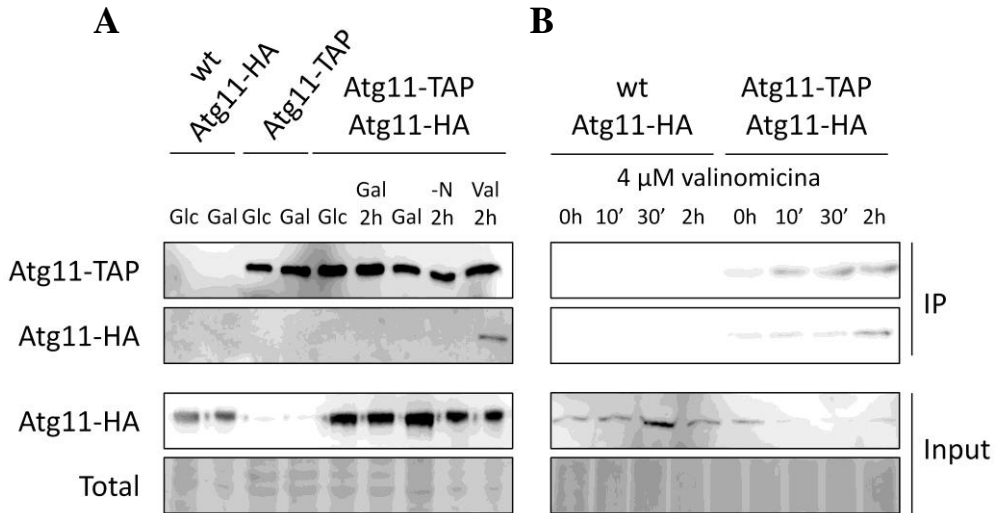 A
B
wt
Atg11-HA
Atg11-TAP
Atg11-TAP
Atg11-HA
wt
Atg11-HA
Atg11-TAP
Atg11-HA
4 µM valinomicina
Gal -N Val
Glc Gal Glc Gal Glc 2h Gal 2h 2h
0h 10’ 30’ 2h 0h 10’ 30’ 2h
Atg11-TAP
Atg11-HA
IP
Atg11-HA
Total
Input